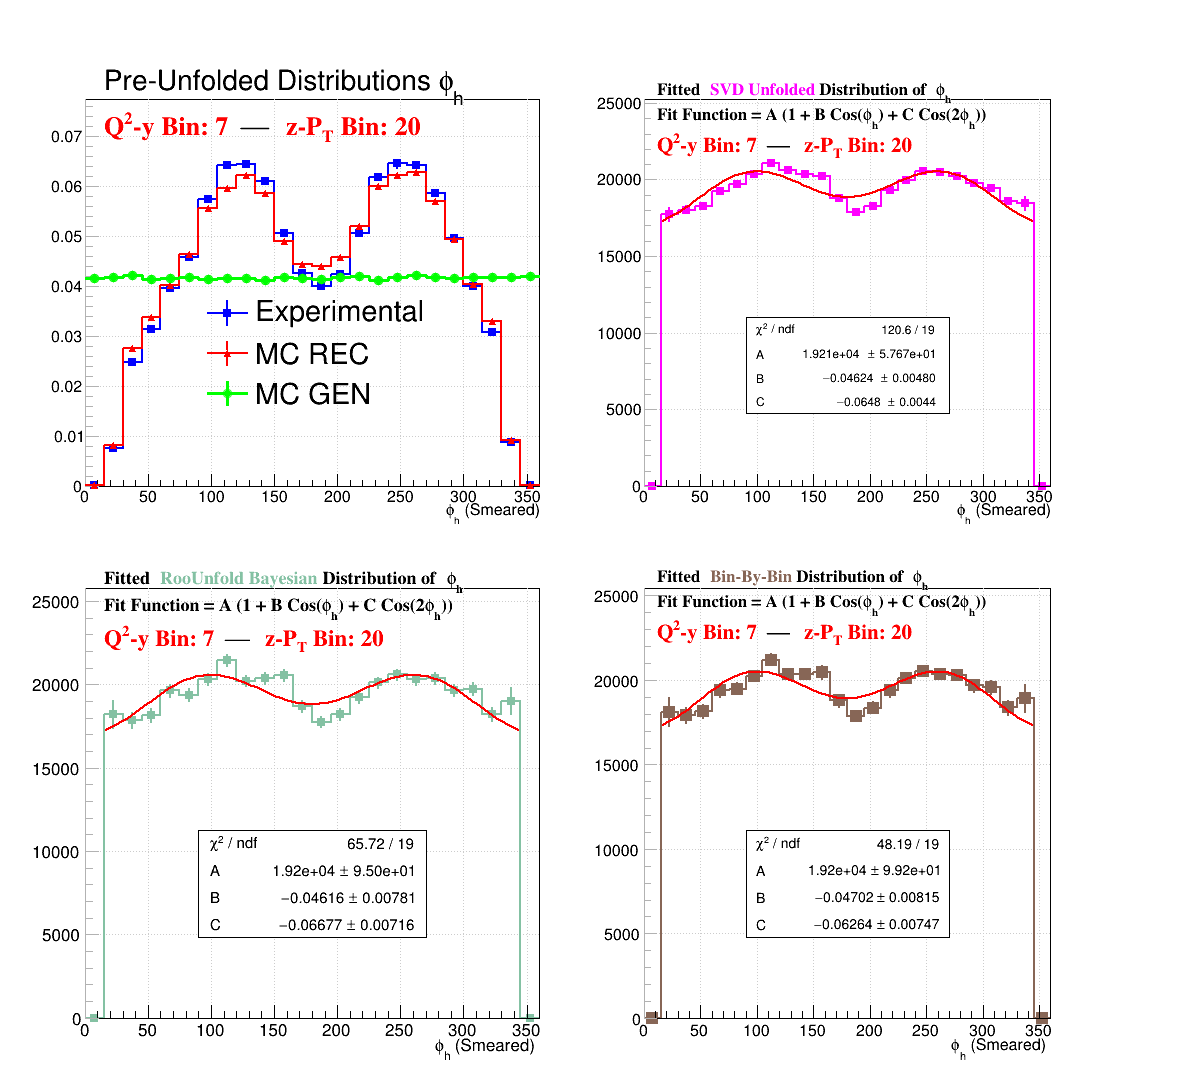 Pre-Unfolded Distributions ϕh
Q²-y Bin: 7 — z-PT Bin: 20
0.07
0.06
0.05
0.04
0.03
0.02
0.01
0
Experimental
MC REC
MC GEN
0 50 100 150 200 250 300 350
ϕh (Smeared)
Fitted SVD Unfolded Distribution of ϕh
Fit Function = A (1 + B Cos(ϕh) + C Cos(2ϕh))
Q²-y Bin: 7 — z-PT Bin: 20
25000
20000
15000
10000
5000
0
χ² / ndf 120.6 / 19
A 1.921e+04 ± 5.767e+01
B −0.04624 ± 0.00480
C −0.0648 ± 0.0044
0 50 100 150 200 250 300 350
ϕh (Smeared)
Fitted RooUnfold Bayesian Distribution of ϕh
Fit Function = A (1 + B Cos(ϕh) + C Cos(2ϕh))
Q²-y Bin: 7 — z-PT Bin: 20
25000
20000
15000
10000
5000
0
χ² / ndf 65.72 / 19
A 1.92e+04 ± 9.50e+01
B −0.04616 ± 0.00781
C −0.06677 ± 0.00716
0 50 100 150 200 250 300 350
ϕh (Smeared)
Fitted Bin-By-Bin Distribution of ϕh
Fit Function = A (1 + B Cos(ϕh) + C Cos(2ϕh))
Q²-y Bin: 7 — z-PT Bin: 20
25000
20000
15000
10000
5000
0
χ² / ndf 48.19 / 19
A 1.92e+04 ± 9.92e+01
B −0.04702 ± 0.00815
C −0.06264 ± 0.00747
0 50 100 150 200 250 300 350
ϕh (Smeared)